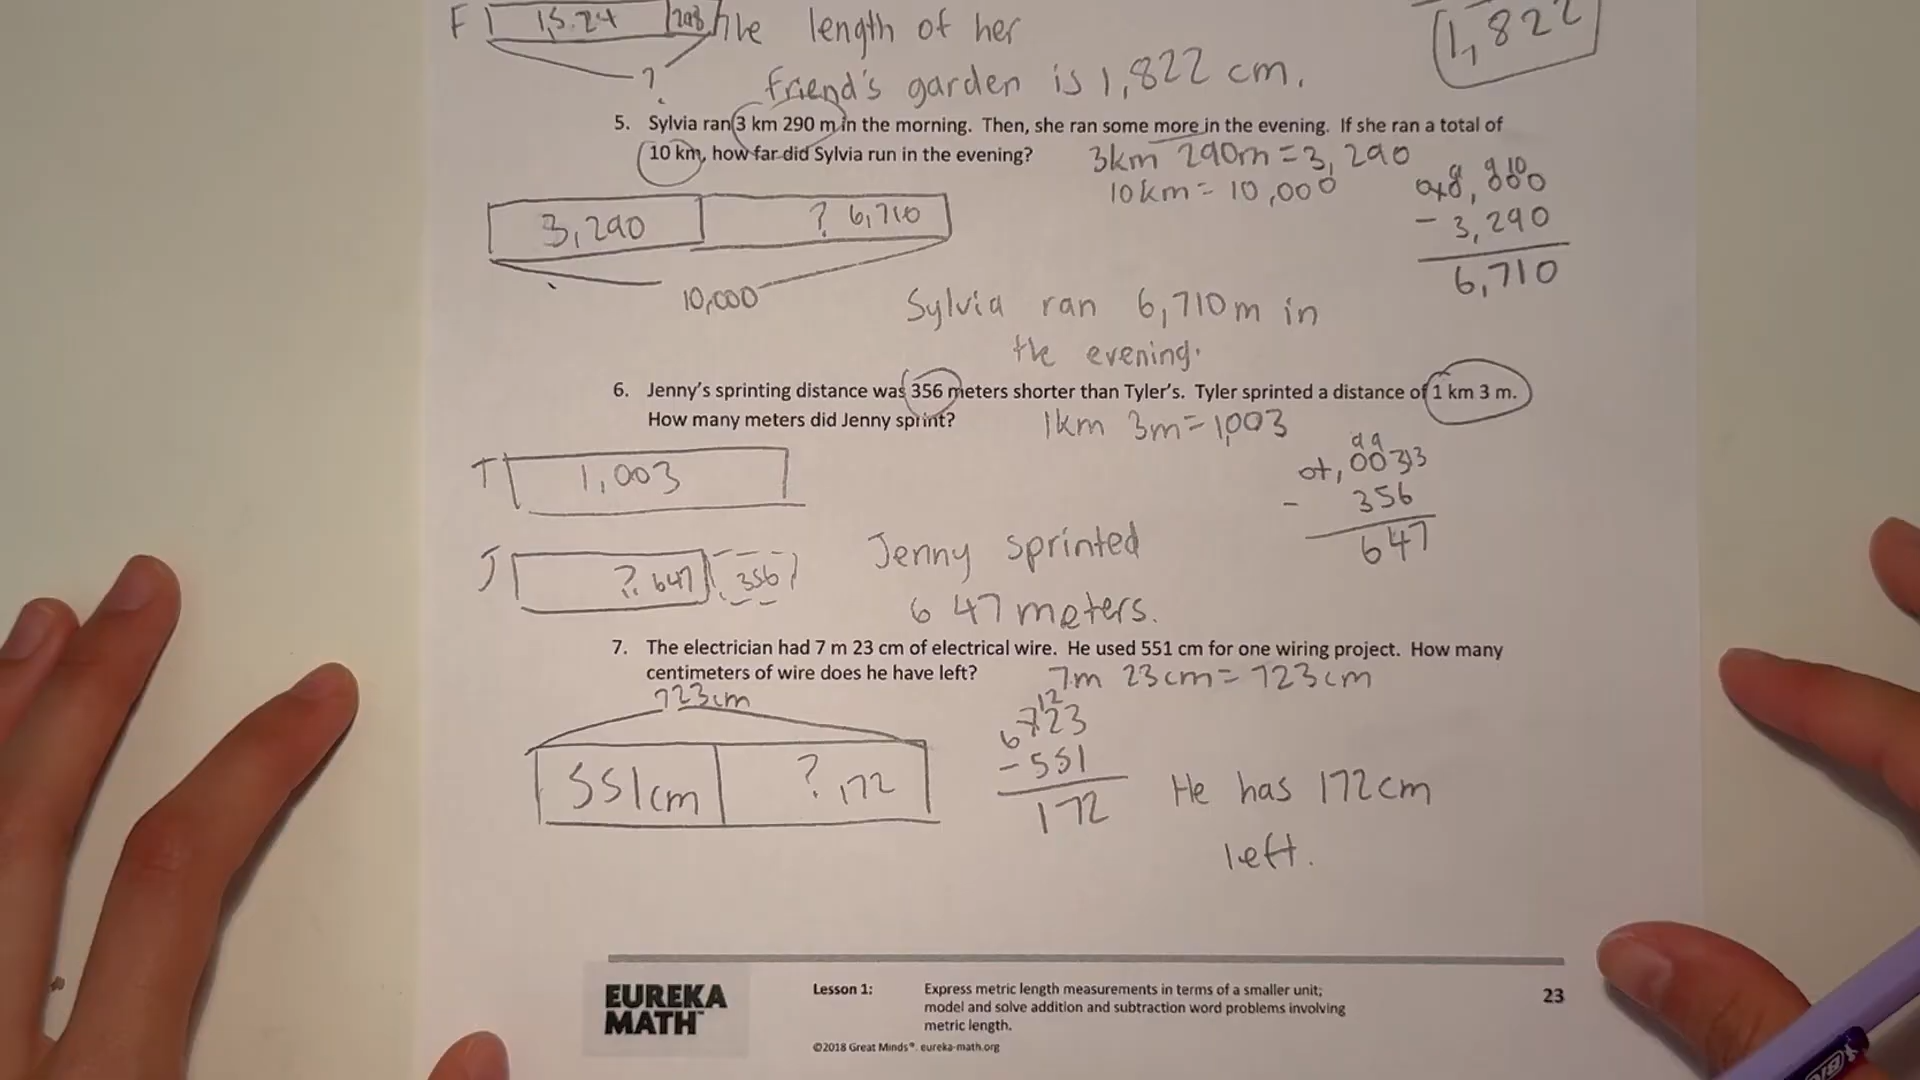 F 15.24 298 The length of her
1,822
?
friend's garden is 1,822 cm.
5. Sylvia ran 3 km 290 m in the morning. Then, she ran some more in the evening. If she ran a total of
10 km, how far did Sylvia run in the evening?
3km 290m = 3,290
10km = 10,000
3,290 ? 6,710
- 3,290
6,710
10,000
Sylvia ran 6,710m in
the evening.
6. Jenny's sprinting distance was 356 meters shorter than Tyler's. Tyler sprinted a distance of 1 km 3 m.
How many meters did Jenny sprint?
1km 3m = 1,003
T 1,003
- 356
647
J ? 647 356
Jenny sprinted
647 meters.
7. The electrician had 7 m 23 cm of electrical wire. He used 551 cm for one wiring project. How many
centimeters of wire does he have left?
7m 23cm = 723cm
723cm
12
6723
-551
172
551cm ? 172
He has 172cm
left.
EUREKA
MATH™
Lesson 1: Express metric length measurements in terms of a smaller unit;
model and solve addition and subtraction word problems involving
metric length.
23
©2018 Great Minds®. eureka-math.org
BIC